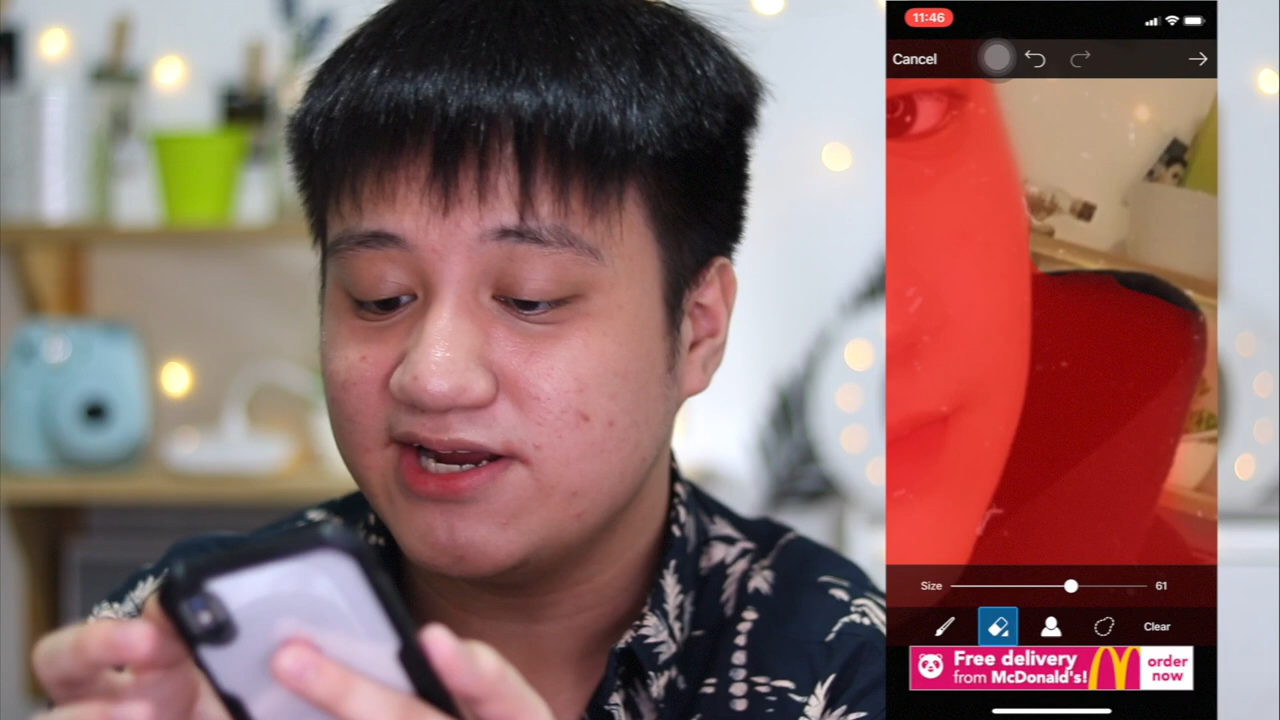 11:46
Cancel
Size 61
Clear
Free delivery
from McDonald's!
order
now